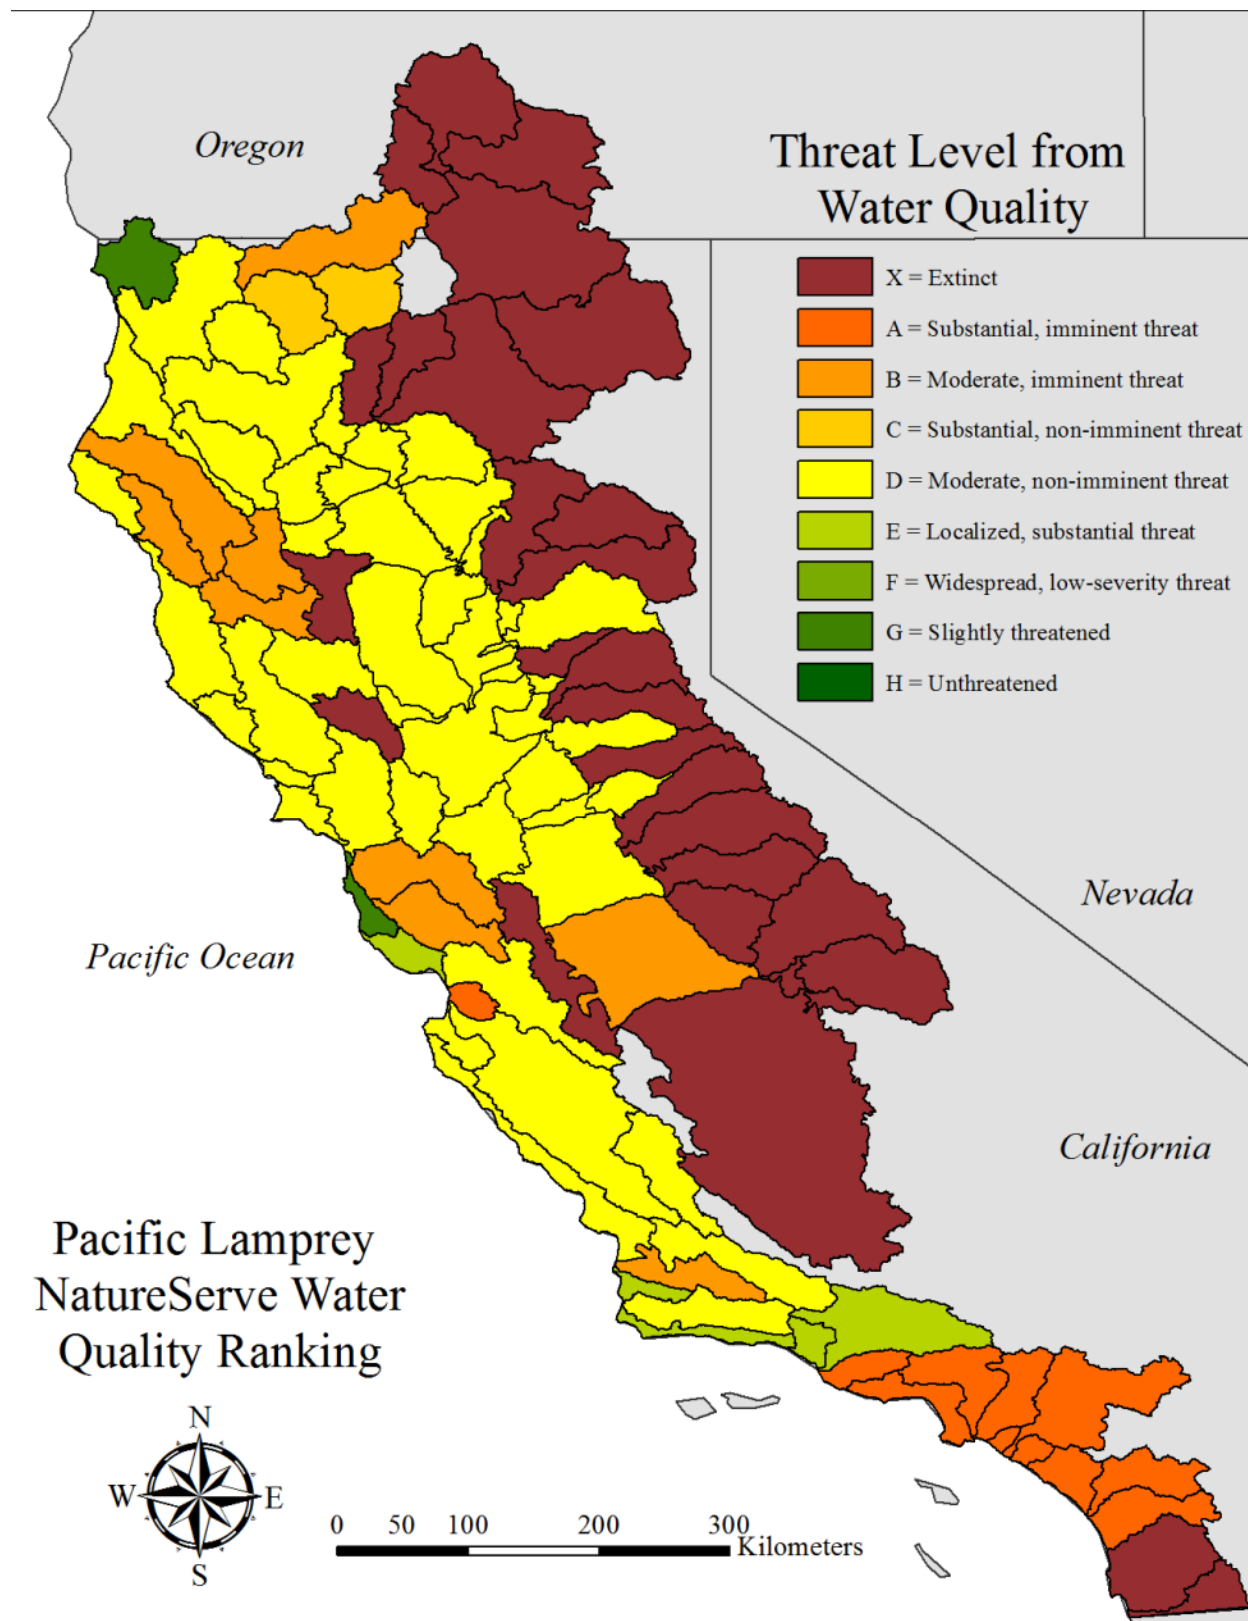 Oregon
Threat Level from
Water Quality
X = Extinct
A = Substantial, imminent threat
B = Moderate, imminent threat
C = Substantial, non-imminent threat
D = Moderate, non-imminent threat
E = Localized, substantial threat
F = Widespread, low-severity threat
G = Slightly threatened
H = Unthreatened
Nevada
Pacific Ocean
California
Pacific Lamprey
NatureServe Water
Quality Ranking
N
W E
S
0 50 100 200 300
Kilometers